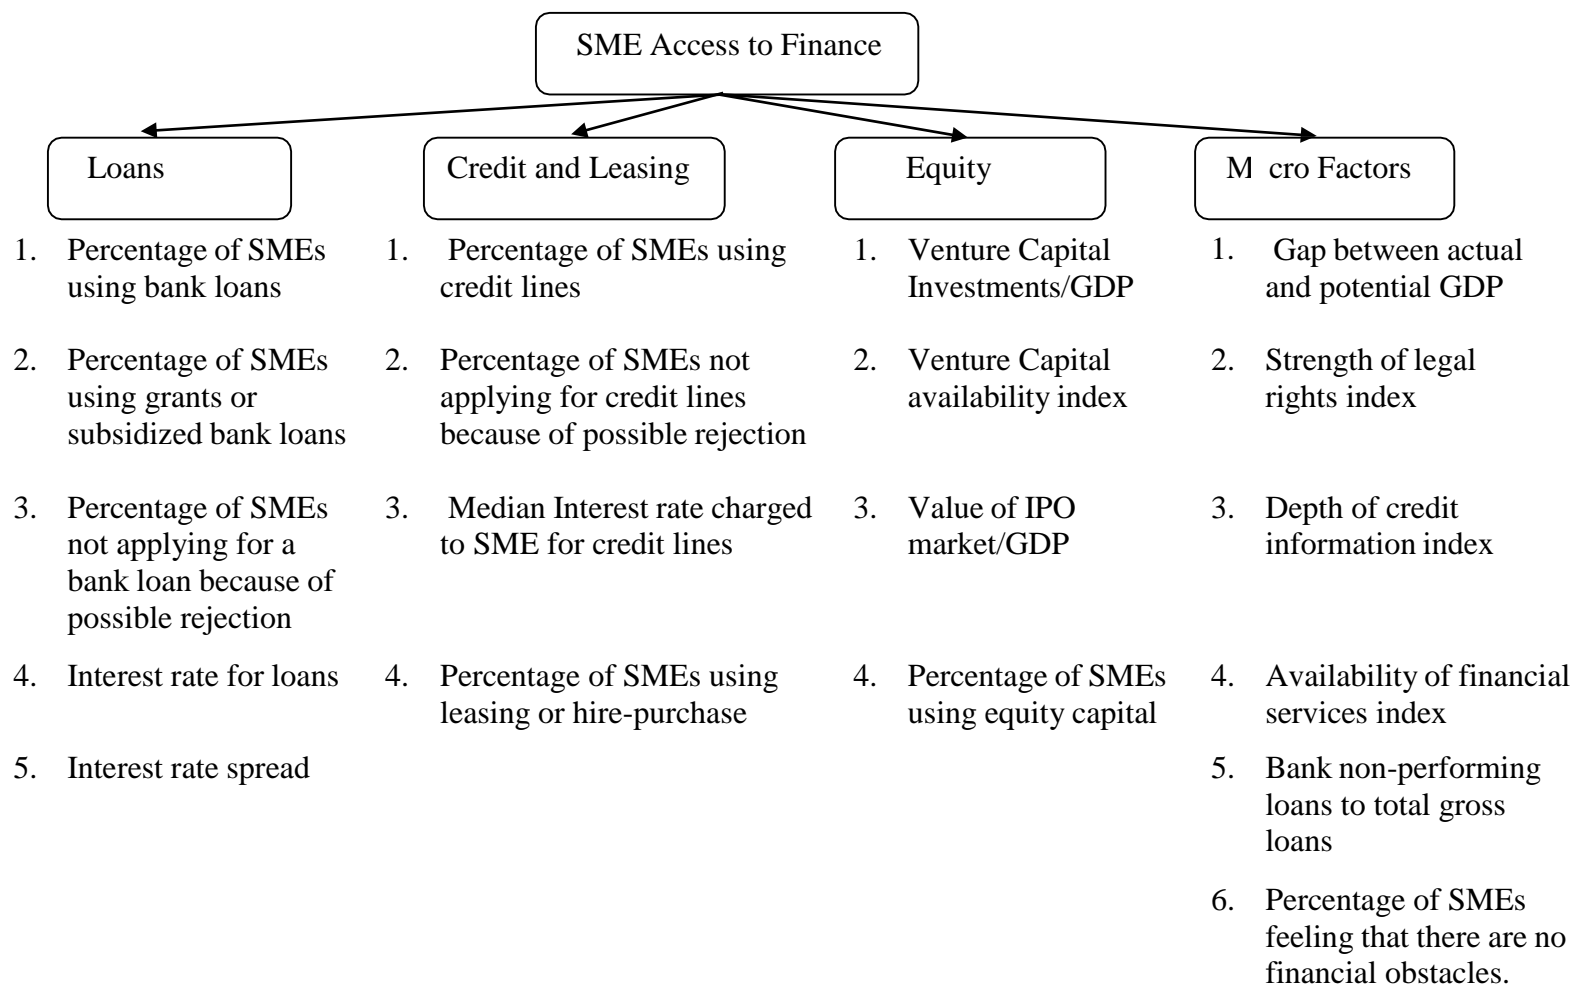 SME Access to Finance
Loans
1. Percentage of SMEs
using bank loans
2. Percentage of SMEs
using grants or
subsidized bank loans
3. Percentage of SMEs
not applying for a
bank loan because of
possible rejection
4. Interest rate for loans
5. Interest rate spread
Credit and Leasing
1. Percentage of SMEs using
credit lines
2. Percentage of SMEs not
applying for credit lines
because of possible rejection
3. Median Interest rate charged
to SME for credit lines
4. Percentage of SMEs using
leasing or hire-purchase
Equity
1. Venture Capital
Investments/GDP
2. Venture Capital
availability index
3. Value of IPO
market/GDP
4. Percentage of SMEs
using equity capital
M cro Factors
1. Gap between actual
and potential GDP
2. Strength of legal
rights index
3. Depth of credit
information index
4. Availability of financial
services index
5. Bank non-performing
loans to total gross
loans
6. Percentage of SMEs
feeling that there are no
financial obstacles.